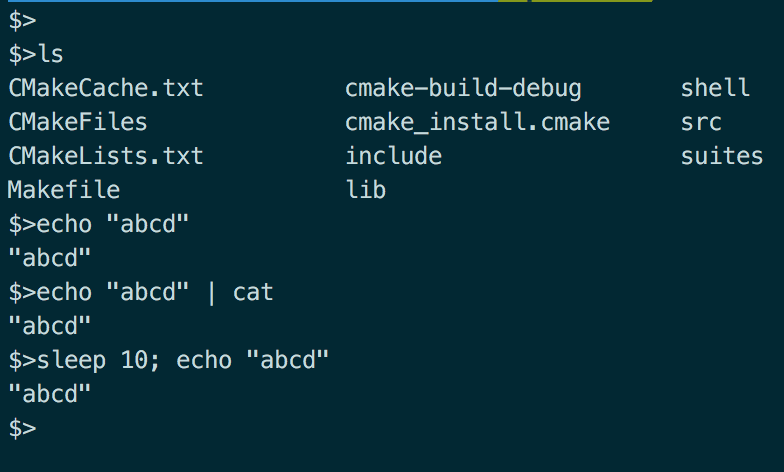 $>
$>ls
CMakeCache.txt cmake-build-debug shell
CMakeFiles cmake_install.cmake src
CMakeLists.txt include suites
Makefile lib
$>echo "abcd"
"abcd"
$>echo "abcd" | cat
"abcd"
$>sleep 10; echo "abcd"
"abcd"
$>